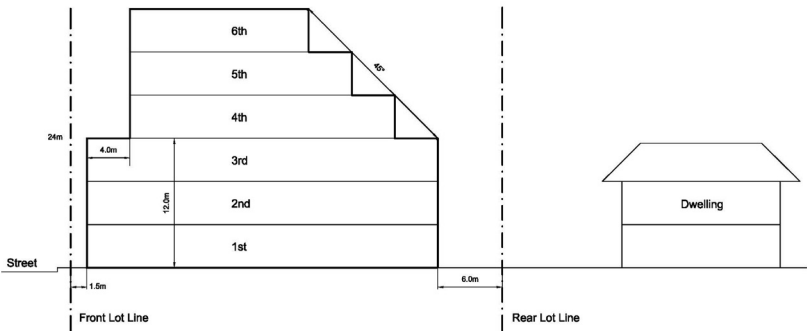 6th
45°
5th
4th
24m
4.0m
3rd
12.0m
2nd
Dwelling
1st
Street
1.5m
6.0m
Front Lot Line
Rear Lot Line